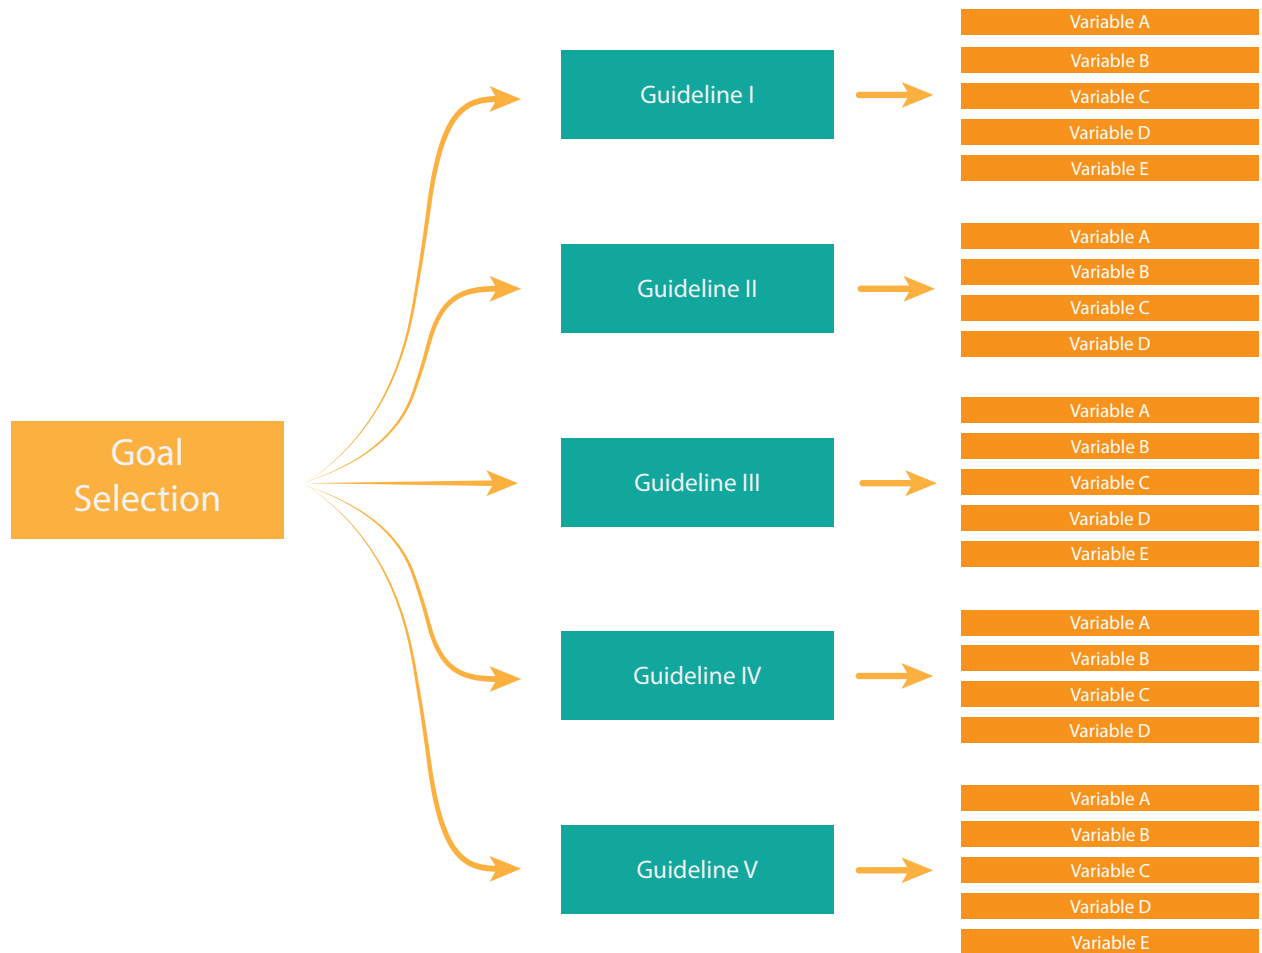 Goal
Selection
Guideline I
Variable A
Variable B
Variable C
Variable D
Variable E
Guideline II
Variable A
Variable B
Variable C
Variable D
Guideline III
Variable A
Variable B
Variable C
Variable D
Variable E
Guideline IV
Variable A
Variable B
Variable C
Variable D
Guideline V
Variable A
Variable B
Variable C
Variable D
Variable E